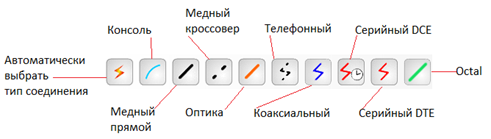 Консоль
Медный
кроссовер
Телефонный
Серийный DCE
Автоматически
выбрать
тип соединения
Octal
Медный
прямой
Оптика
Коаксиальный
Серийный DTE